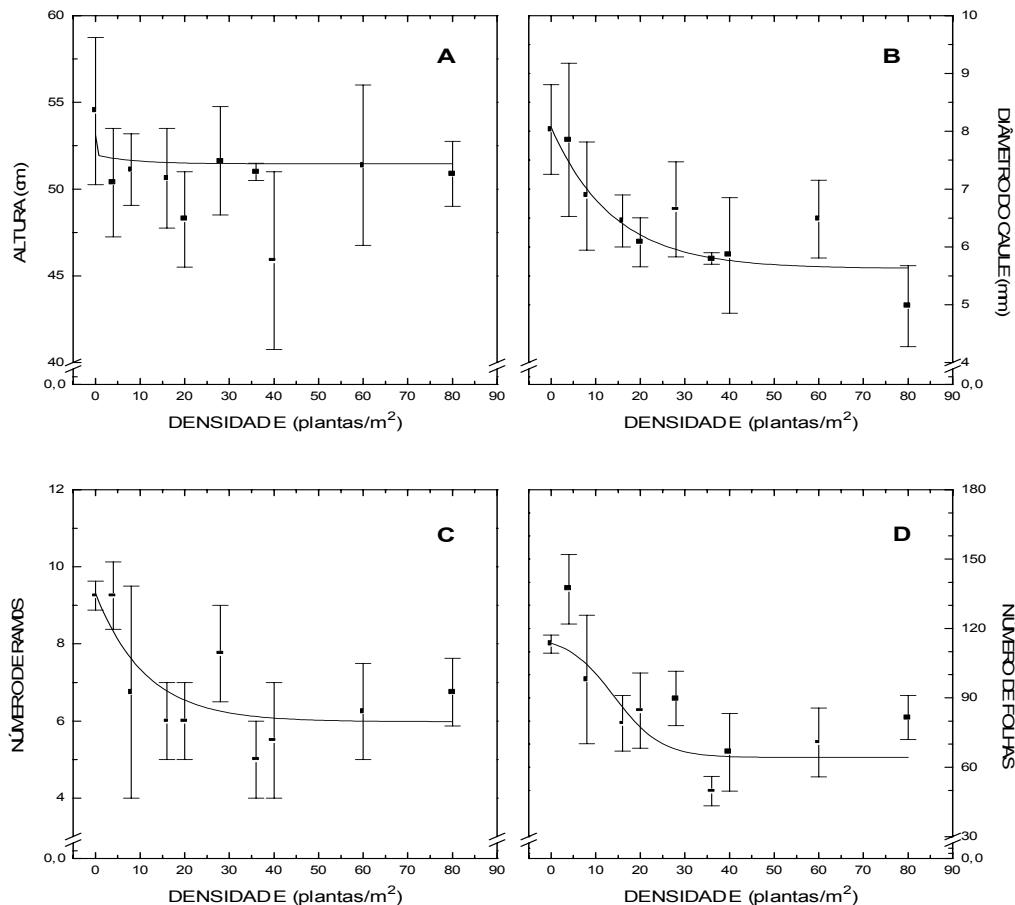 60
55
50
45
40
0,0
ALTURA (cm)
A
0 10 20 30 40 50 60 70 80 90
DENSIDADE (plantas/m²)
10
9
8
7
6
5
4
0,0
DIÂMETRO DO CAULE (mm)
B
0 10 20 30 40 50 60 70 80 90
DENSIDADE (plantas/m²)
12
10
8
6
4
0,0
NÚMERO DE RAMOS
C
0 10 20 30 40 50 60 70 80 90
DENSIDADE (plantas/m²)
180
150
120
90
60
30
0,0
NÚMERO DE FOLHAS
D
0 10 20 30 40 50 60 70 80 90
DENSIDADE (plantas/m²)